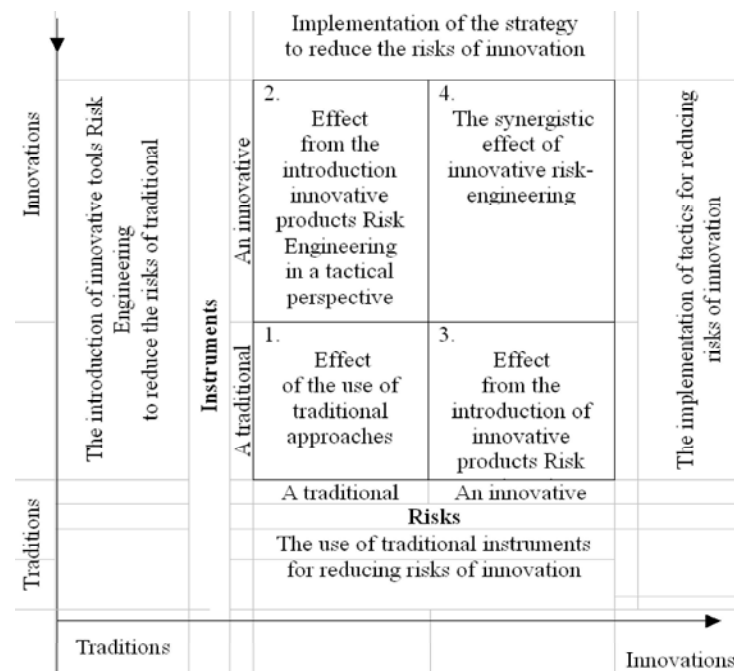 Implementation of the strategy
to reduce the risks of innovation
Innovations
The introduction of innovative tools Risk
Engineering
to reduce the risks of traditional
Instruments
An innovative
2.
Effect
from the
introduction
innovative
products Risk
Engineering
in a tactical
perspective
4.
The synergistic
effect of
innovative risk-
engineering
The implementation of tactics for reducing
risks of innovation
A traditional
1.
Effect
of the use of
traditional
approaches
3.
Effect
from the
introduction of
innovative
products Risk
A traditional
An innovative
Risks
The use of traditional instruments
for reducing risks of innovation
Traditions
Traditions
Innovations